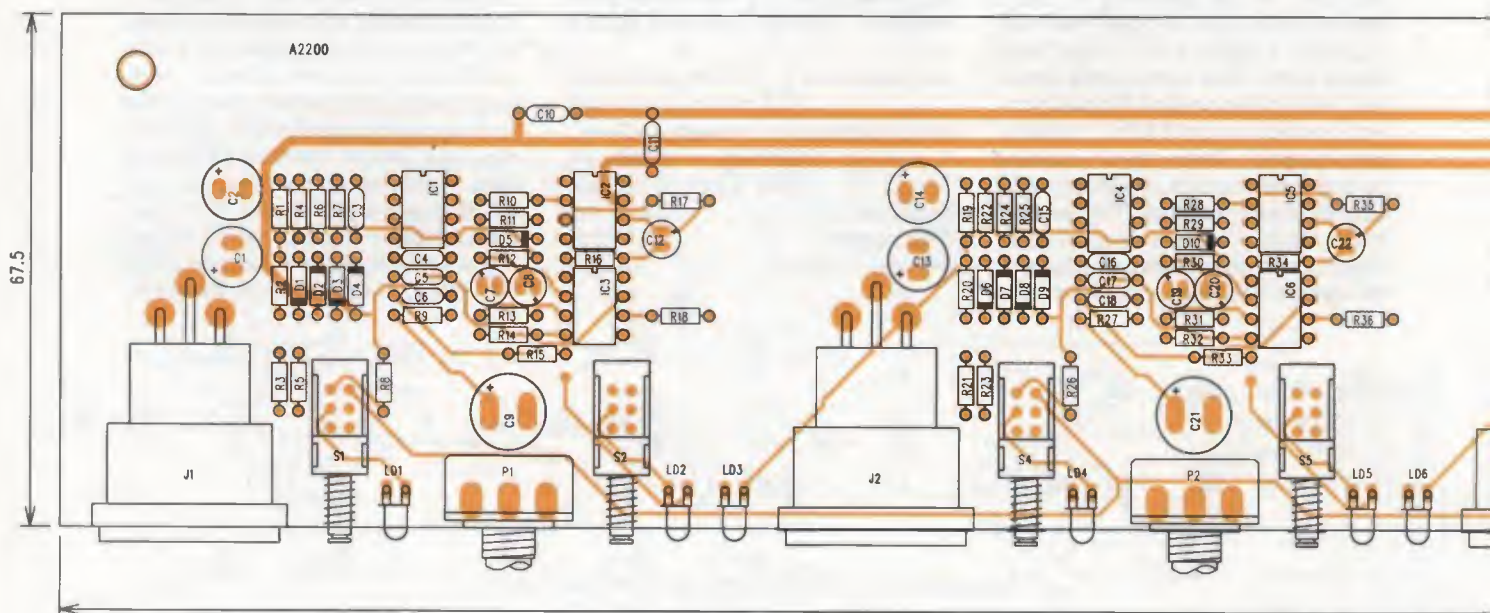 A2200
67.5
C10
C11
C2
R1
R4
R6
R7
C3
IC1
R10
R11
D5
R12
IC2
R17
C12
R16
C1
R2
D1
D2
D3
D4
C4
C5
C6
R9
C7
C8
R13
R14
R15
IC3
R18
R3
R5
R8
C9
J1
S1
LD1
P1
S2
LD2
LD3
C14
R19
R22
R24
R25
C15
IC4
R28
R29
D10
R30
IC5
R35
C22
R34
C13
R20
D6
D7
D8
D9
C16
C17
C18
R27
C19
C20
R31
R32
R33
IC6
R36
R21
R23
R26
C21
J2
S4
LD4
P2
S5
LD5
LD6